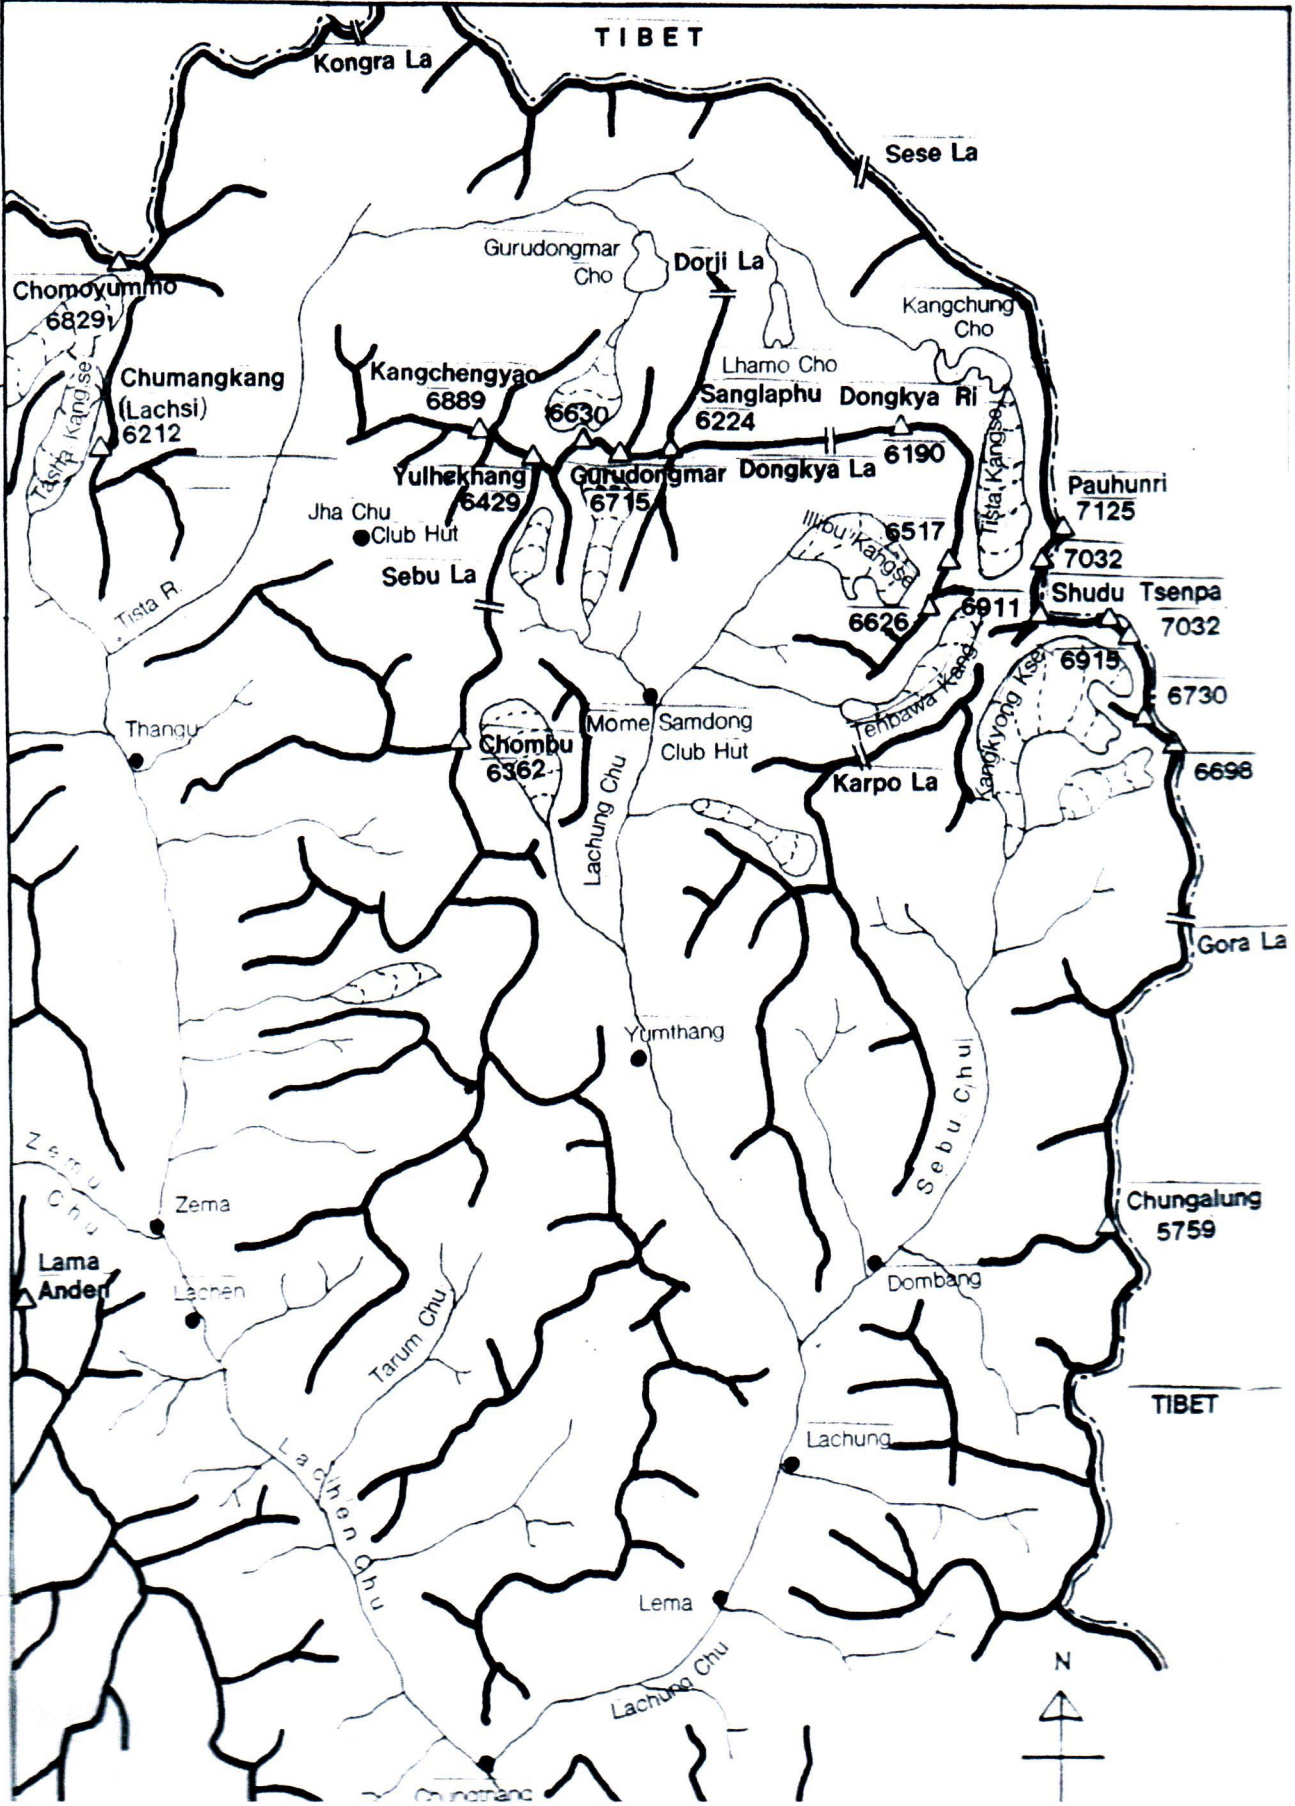 TIBET
Kongra La
Sese La
Gurudongmar
Cho
Dorji La
Chomoyummo
6829
Kangchung
Cho
Lhamo Cho
Chumangkang
(Lachsi)
6212
Tasha Kangse
Kangchengyao
6889
6630
Sanglaphu
6224
Dongkya Ri
6190
Yulhekhang
6429
Gurudongmar
6715
Dongkya La
Tista Kangse
Pauhunri
7125
Jha Chu
Club Hut
6517
7032
Sebu La
Shudu Tsenpa
7032
Tista R.
6626
6911
6915
6730
Tenbawa Kang
Kangkyong Kse
Thangu
Mome Samdong
Club Hut
Chombu
6362
Karpo La
6698
Lachung Chu
Gora La
Yumthang
Sebu Chu
Zemu
Chu
Zema
Chungalung
5759
Lama
Anden
Lachen
Dombang
Tarum Chu
TIBET
Lachung
Lachen Chu
Lema
Lachung Chu
N
Chungthang